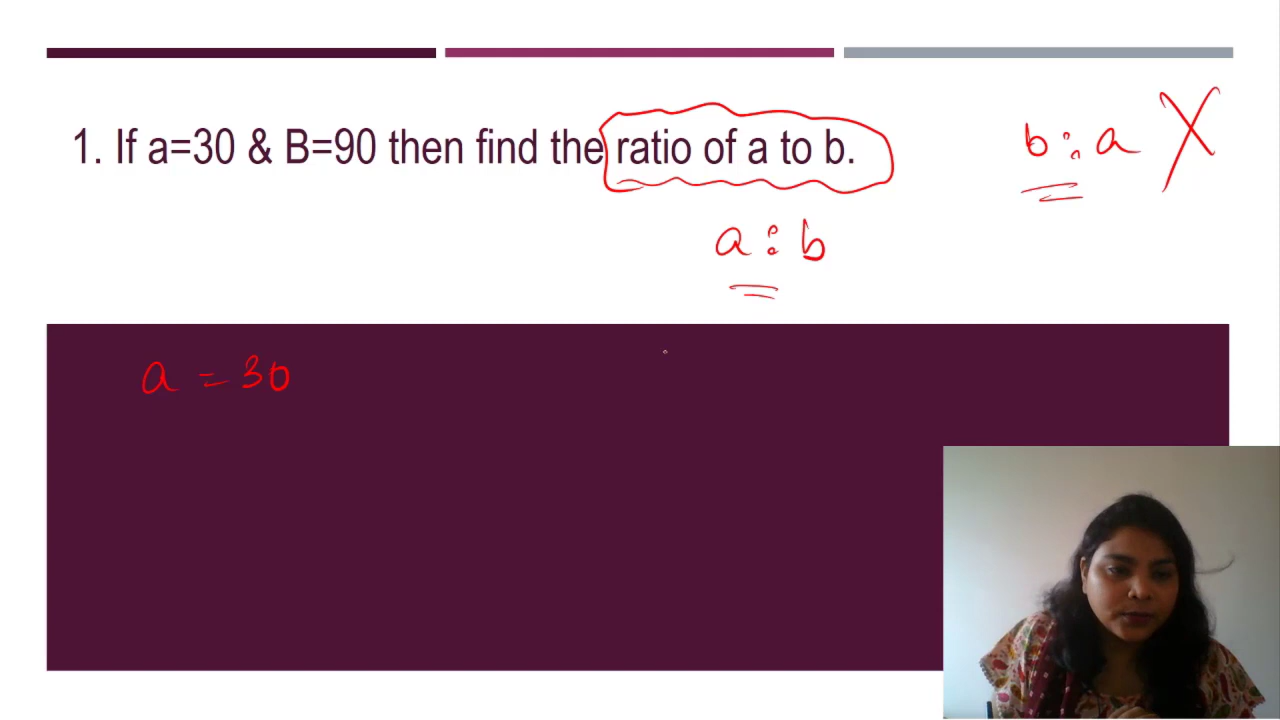 1. If a=30 & B=90 then find the ratio of a to b.
b : a X
a : b
a = 30